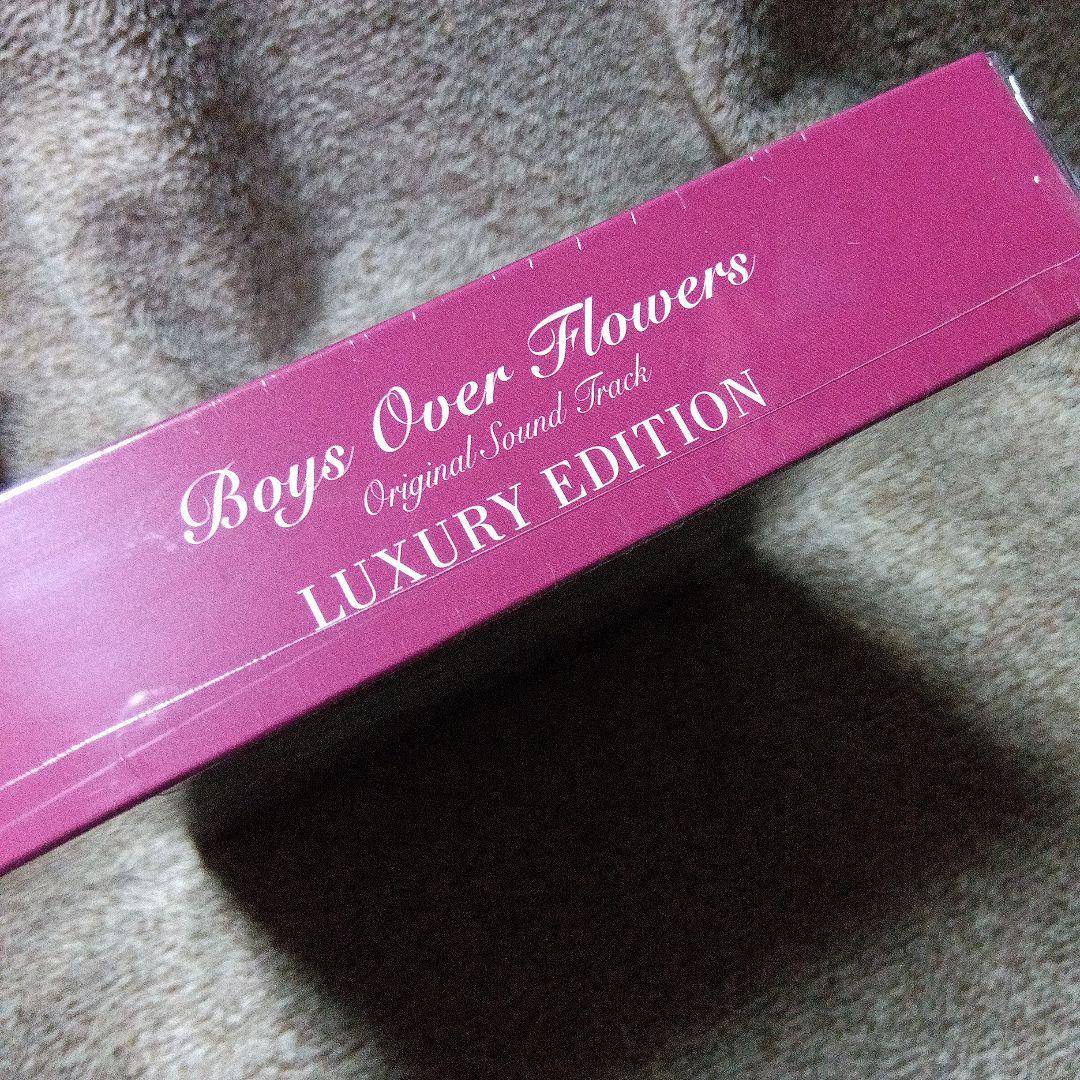 Boys Over Flowers
Original Sound Track
LUXURY EDITION